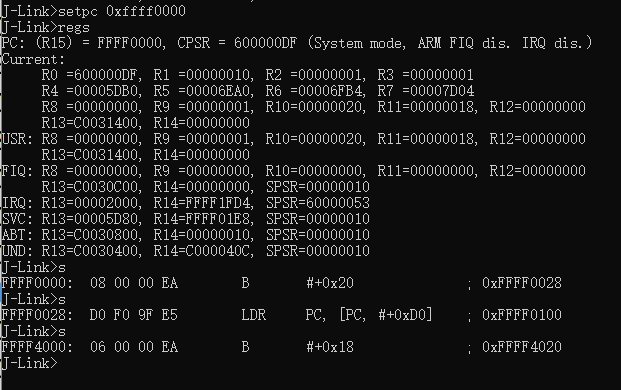 J-Link>setpc 0xffff0000
J-Link>regs
PC: (R15) = FFFF0000, CPSR = 600000DF (System mode, ARM FIQ dis. IRQ dis.)
Current:
R0 =600000DF, R1 =00000010, R2 =00000001, R3 =00000001
R4 =00005DB0, R5 =00006EA0, R6 =00006FB4, R7 =00007D04
R8 =00000000, R9 =00000001, R10=00000020, R11=00000018, R12=00000000
R13=C0031400, R14=00000000
USR: R8 =00000000, R9 =00000001, R10=00000020, R11=00000018, R12=00000000
R13=C0031400, R14=00000000
FIQ: R8 =00000000, R9 =00000000, R10=00000000, R11=00000000, R12=00000000
R13=C0030C00, R14=00000000, SPSR=00000010
IRQ: R13=00002000, R14=FFFF1FD4, SPSR=60000053
SVC: R13=00005D80, R14=FFFF01E8, SPSR=00000010
ABT: R13=C0030800, R14=00000010, SPSR=00000010
UND: R13=C0030400, R14=C000040C, SPSR=00000010
J-Link>s
FFFF0000: 08 00 00 EA B #+0x20 ; 0xFFFF0028
J-Link>s
FFFF0028: D0 F0 9F E5 LDR PC, [PC, #+0xD0] ; 0xFFFF0100
J-Link>s
FFFF4000: 06 00 00 EA B #+0x18 ; 0xFFFF4020
J-Link>